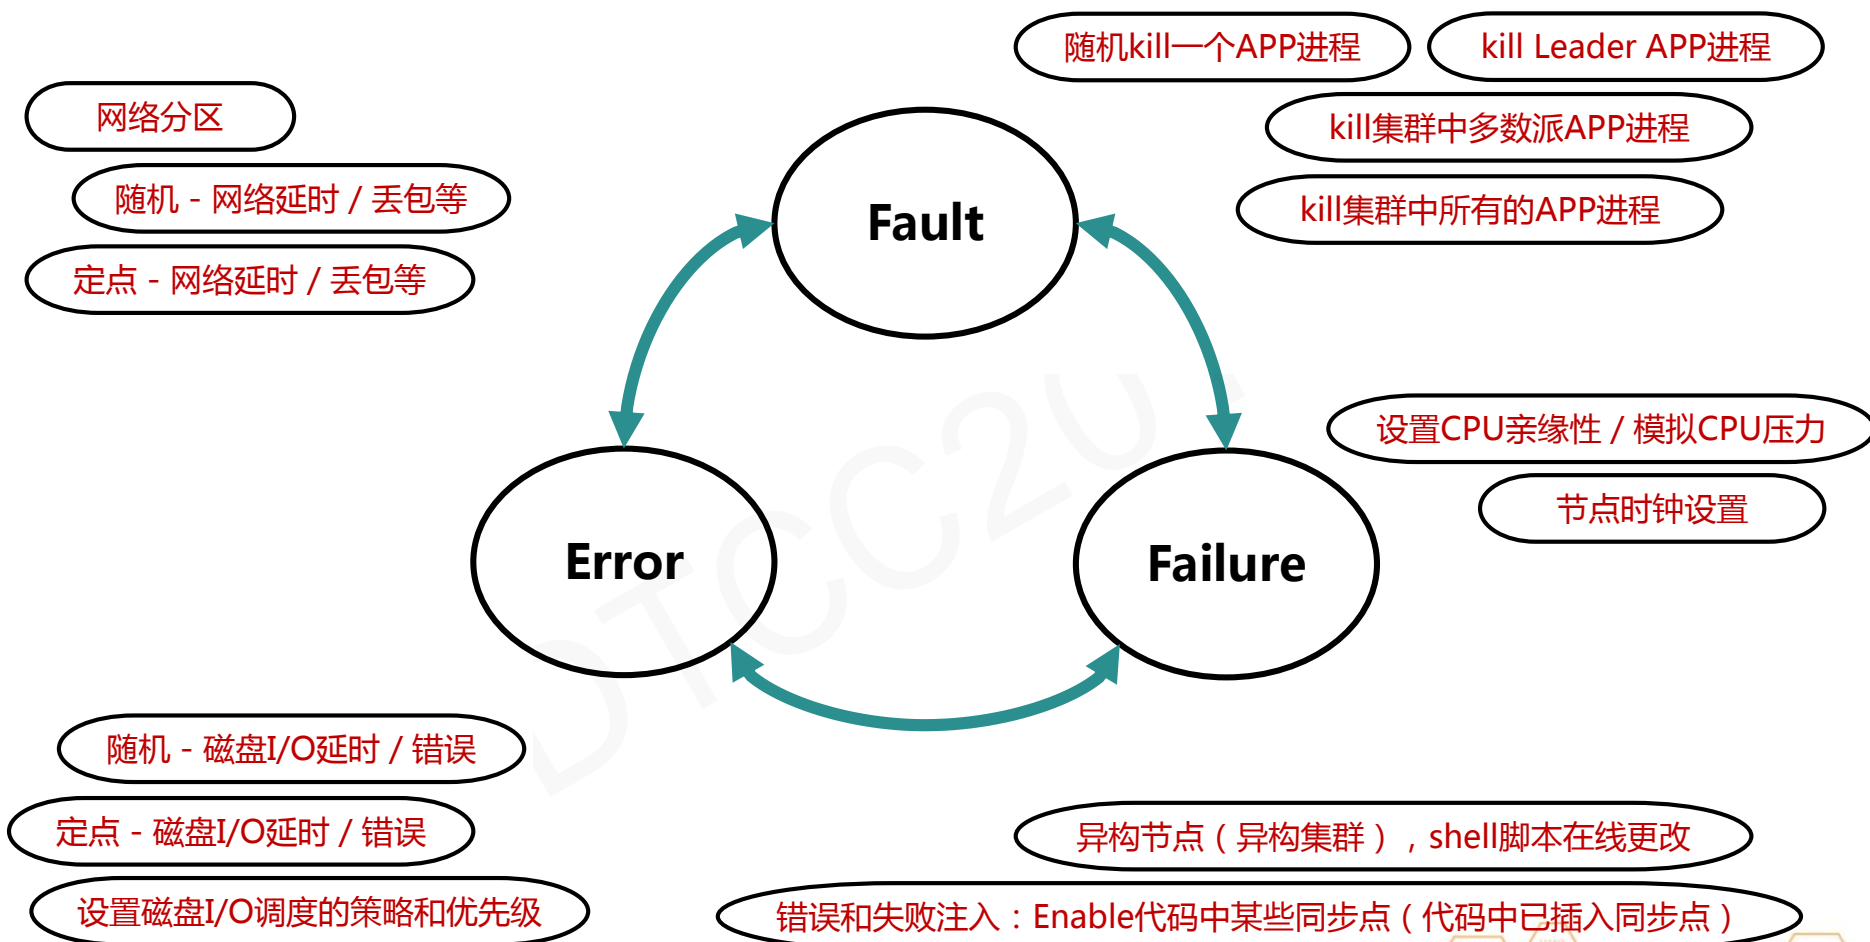 随机kill一个APP进程
kill Leader APP进程
网络分区
kill集群中多数派APP进程
随机 - 网络延时 / 丢包等
kill集群中所有的APP进程
Fault
定点 - 网络延时 / 丢包等
设置CPU亲缘性 / 模拟CPU压力
节点时钟设置
Error
Failure
随机 - 磁盘I/O延时 / 错误
定点 - 磁盘I/O延时 / 错误
异构节点（异构集群），shell脚本在线更改
设置磁盘I/O调度的策略和优先级
错误和失败注入：Enable代码中某些同步点（代码中已插入同步点）